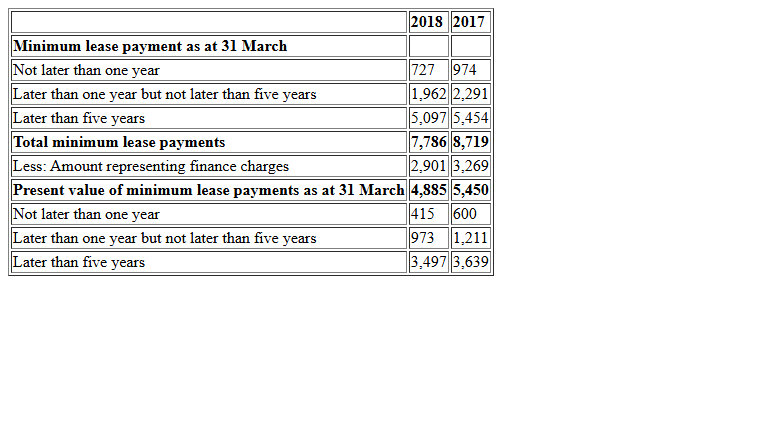 2018 2017
Minimum lease payment as at 31 March
Not later than one year 727 974
Later than one year but not later than five years 1,962 2,291
Later than five years 5,097 5,454
Total minimum lease payments 7,786 8,719
Less: Amount representing finance charges 2,901 3,269
Present value of minimum lease payments as at 31 March 4,885 5,450
Not later than one year 415 600
Later than one year but not later than five years 973 1,211
Later than five years 3,497 3,639